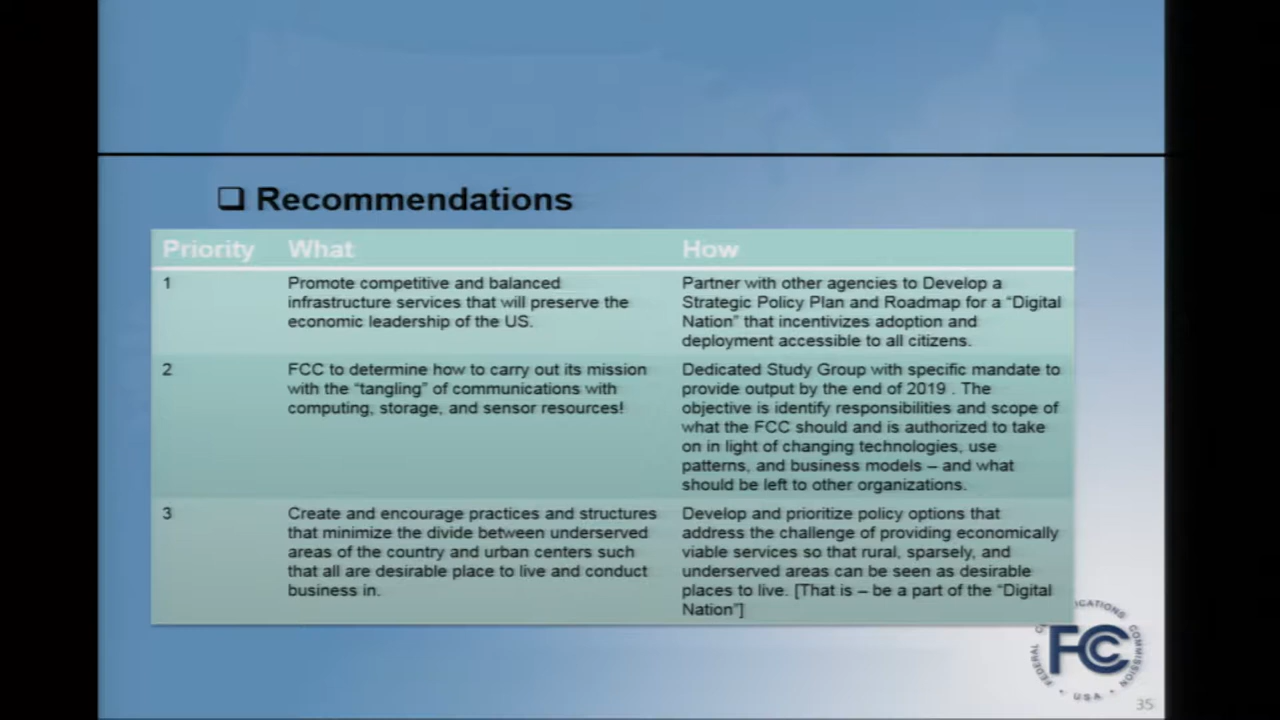 Recommendations
Priority What How
1
Promote competitive and balanced
infrastructure services that will preserve the
economic leadership of the US.
Partner with other agencies to Develop a
Strategic Policy Plan and Roadmap for a “Digital
Nation” that incentivizes adoption and
deployment accessible to all citizens.
2
FCC to determine how to carry out its mission
with the “tangling” of communications with
computing, storage, and sensor resources!
Dedicated Study Group with specific mandate to
provide output by the end of 2019 . The
objective is identify responsibilities and scope of
what the FCC should and is authorized to take
on in light of changing technologies, use
patterns, and business models – and what
should be left to other organizations.
3
Create and encourage practices and structures
that minimize the divide between underserved
areas of the country and urban centers such
that all are desirable place to live and conduct
business in.
Develop and prioritize policy options that
address the challenge of providing economically
viable services so that rural, sparsely, and
underserved areas can be seen as desirable
places to live. [That is – be a part of the “Digital
Nation”]
FEDERAL
COMMISSION
USA
FCC
35